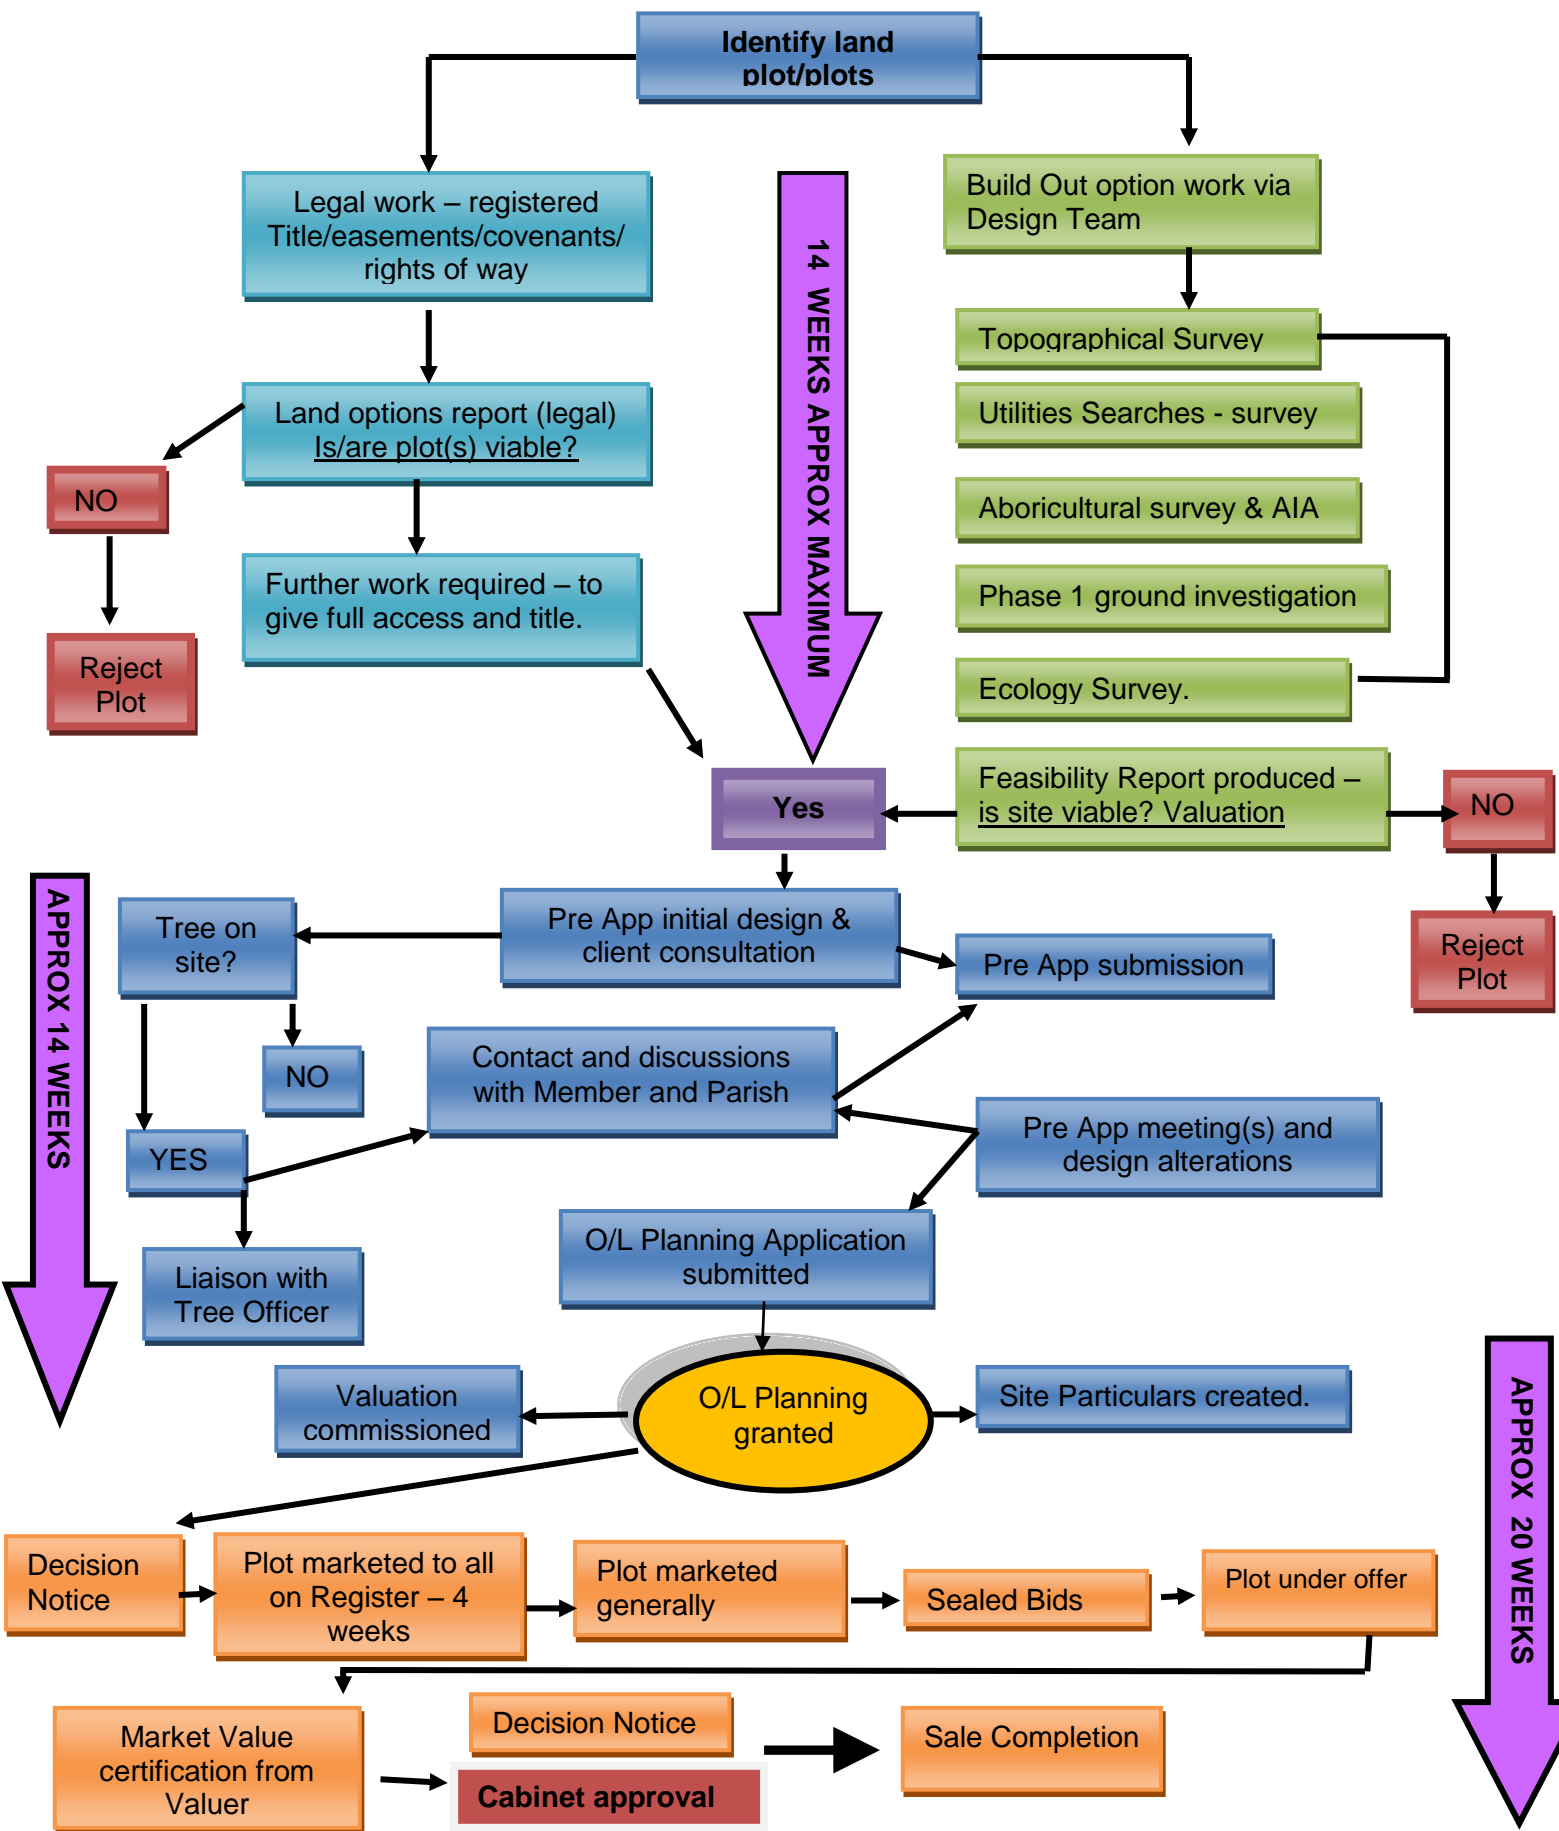 Identify land
plot/plots
Legal work – registered
Title/easements/covenants/
rights of way
14 WEEKS APPROX MAXIMUM
Build Out option work via
Design Team
Topographical Survey
Utilities Searches - survey
Aboricultural survey & AIA
Phase 1 ground investigation
Ecology Survey.
Land options report (legal)
Is/are plot(s) viable?
NO
Reject
Plot
Further work required – to
give full access and title.
Yes
Feasibility Report produced –
is site viable? Valuation
NO
Reject
Plot
APPROX 14 WEEKS
Tree on
site?
Pre App initial design &
client consultation
Pre App submission
NO
Contact and discussions
with Member and Parish
YES
Pre App meeting(s) and
design alterations
Liaison with
Tree Officer
O/L Planning Application
submitted
Valuation
commissioned
O/L Planning
granted
Site Particulars created.
APPROX 20 WEEKS
Decision
Notice
Plot marketed to all
on Register – 4
weeks
Plot marketed
generally
Sealed Bids
Plot under offer
Market Value
certification from
Valuer
Decision Notice
Cabinet approval
Sale Completion